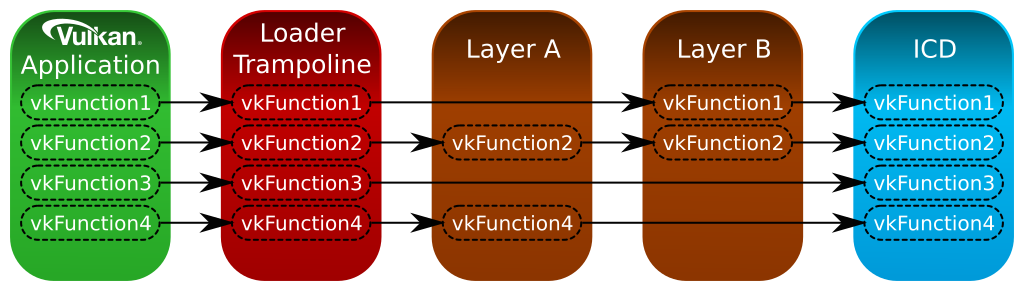 Vulkan®
Application
vkFunction1
vkFunction2
vkFunction3
vkFunction4
Loader
Trampoline
vkFunction1
vkFunction2
vkFunction3
vkFunction4
Layer A
vkFunction2
vkFunction4
Layer B
vkFunction1
vkFunction2
ICD
vkFunction1
vkFunction2
vkFunction3
vkFunction4